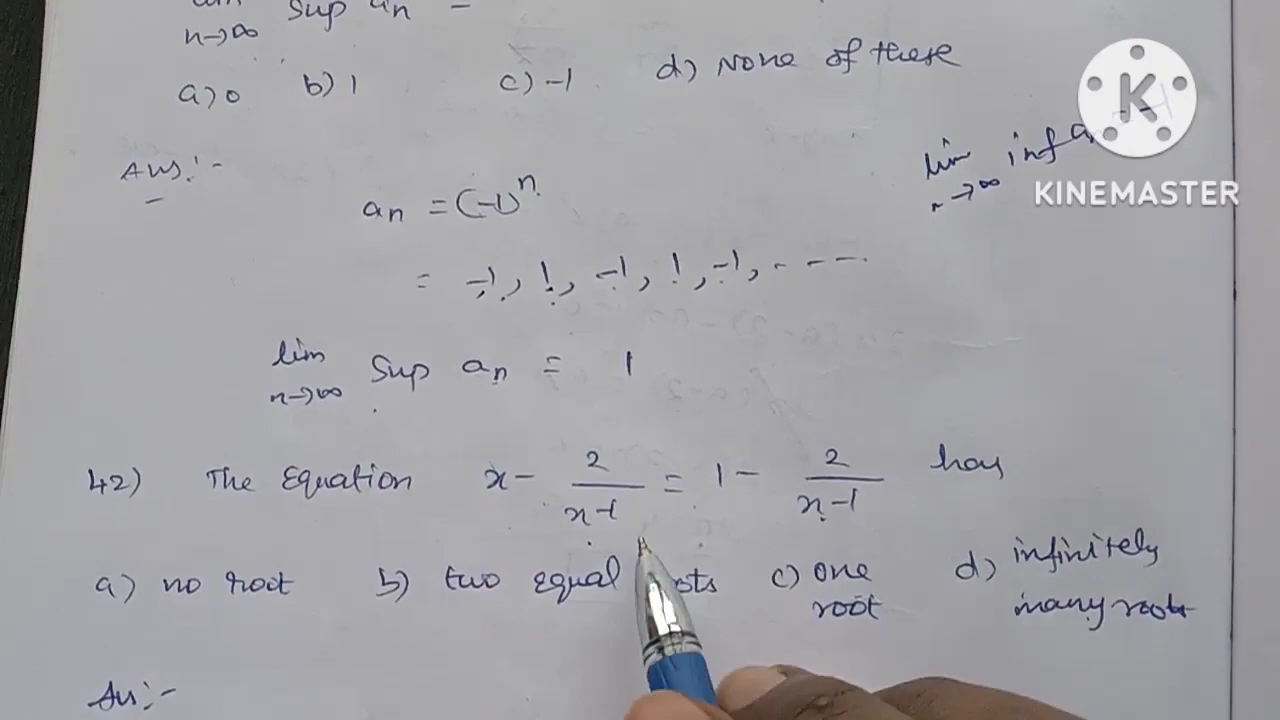 n→∞ Sup an =
a) 0 b) 1 c) -1 d) None of these
lim inf
n→∞
KINEMASTER
Ans:-
an = (-1)^n
= -1, 1, -1, 1, -1, - - - -
lim Sup an = 1
n→∞
42) The Equation x - 2/(x-1) = 1 - 2/(x-1) has
a) no root b) two equal c) one root d) infinitely many roots
Ans:-